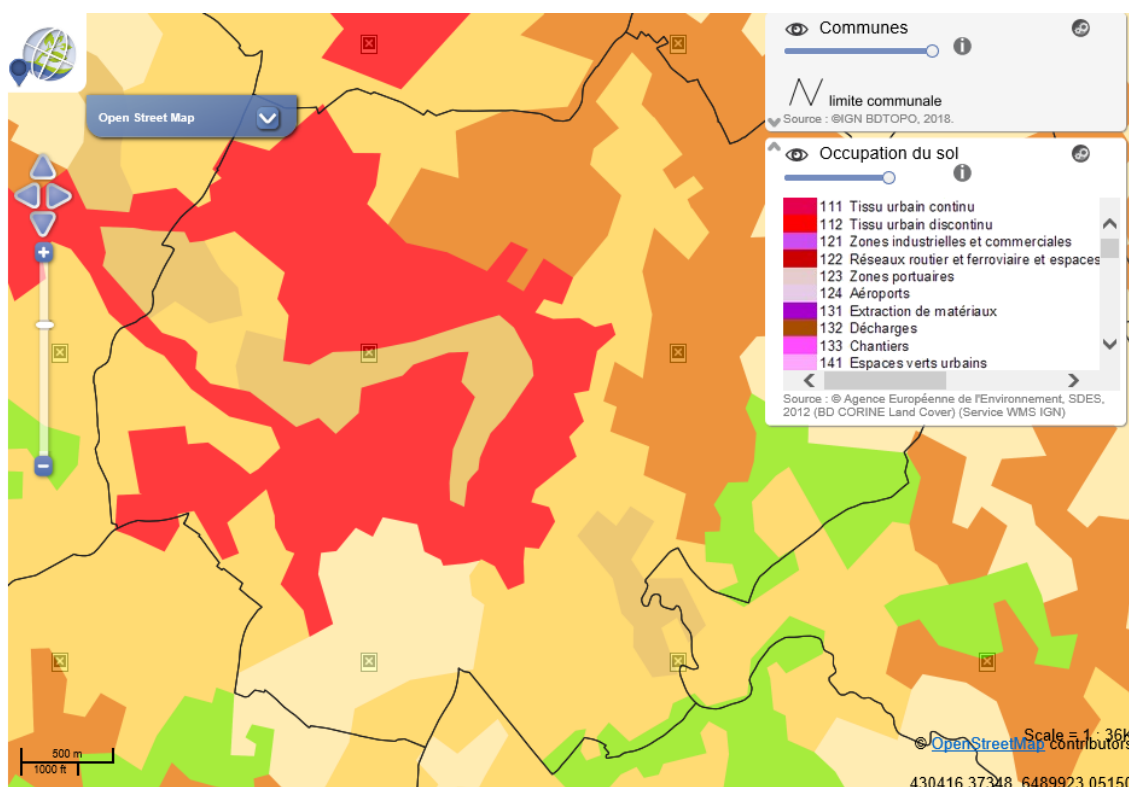 Communes
limite communale
Source : ©IGN BDTOPO, 2018.
Open Street Map
Occupation du sol
111 Tissu urbain continu
112 Tissu urbain discontinu
121 Zones industrielles et commerciales
122 Réseaux routier et ferroviaire et espaces
123 Zones portuaires
124 Aéroports
131 Extraction de matériaux
132 Décharges
133 Chantiers
141 Espaces verts urbains
Source : © Agence Européenne de l'Environnement, SDES,
2012 (BD CORINE Land Cover) (Service WMS IGN)
500 m
1000 ft
Scale = 1 : 36K
© OpenStreetMap contributors
430416.37348, 6489923.05150